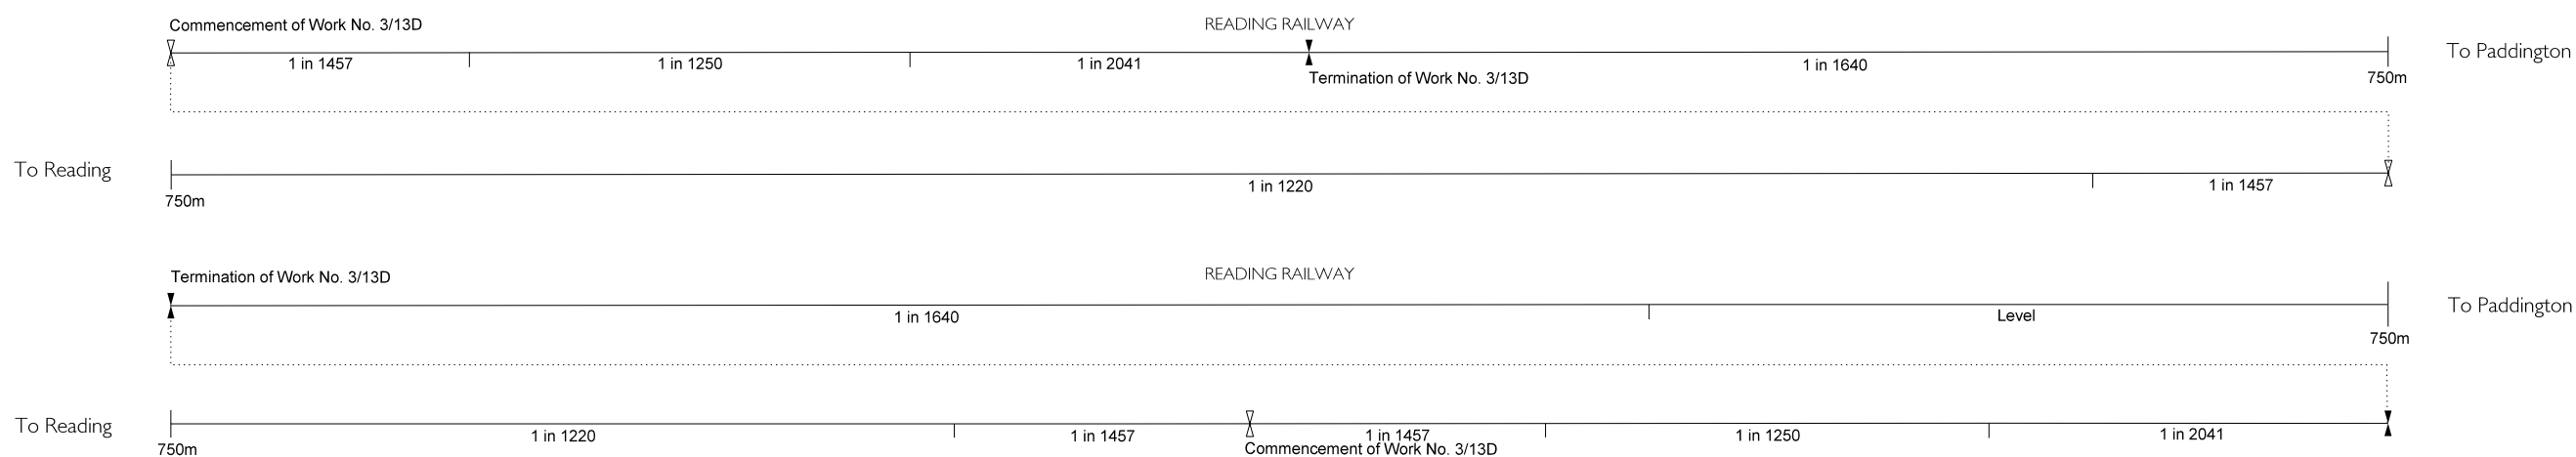 Commencement of Work No. 3/13D
READING RAILWAY
1 in 1457
1 in 1250
1 in 2041
1 in 1640
To Paddington
Termination of Work No. 3/13D
750m
To Reading
1 in 1220
1 in 1457
750m
Termination of Work No. 3/13D
READING RAILWAY
1 in 1640
Level
To Paddington
750m
To Reading
1 in 1220
1 in 1457
1 in 1457
1 in 1250
1 in 2041
750m
Commencement of Work No. 3/13D